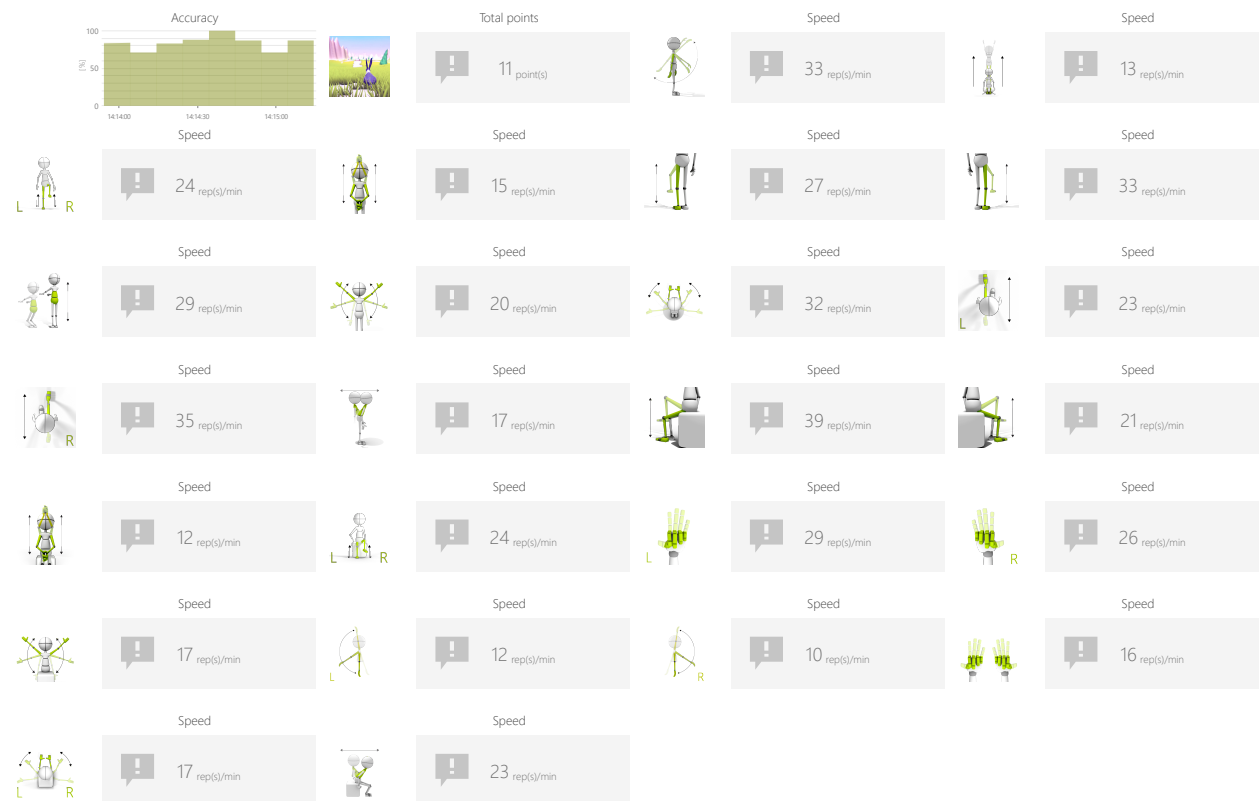 Accuracy
Total points
Speed
Speed
100
[%]
50
0
14:14:00
14:14:30
14:15:00
11 point(s)
33 rep(s)/min
13 rep(s)/min
Speed
Speed
Speed
Speed
L
R
24 rep(s)/min
15 rep(s)/min
27 rep(s)/min
33 rep(s)/min
Speed
Speed
Speed
Speed
29 rep(s)/min
20 rep(s)/min
32 rep(s)/min
L
23 rep(s)/min
Speed
Speed
Speed
Speed
R
35 rep(s)/min
17 rep(s)/min
39 rep(s)/min
21 rep(s)/min
Speed
Speed
Speed
Speed
12 rep(s)/min
L
R
24 rep(s)/min
L
29 rep(s)/min
R
26 rep(s)/min
Speed
Speed
Speed
Speed
17 rep(s)/min
L
12 rep(s)/min
R
10 rep(s)/min
16 rep(s)/min
Speed
Speed
L
R
17 rep(s)/min
23 rep(s)/min